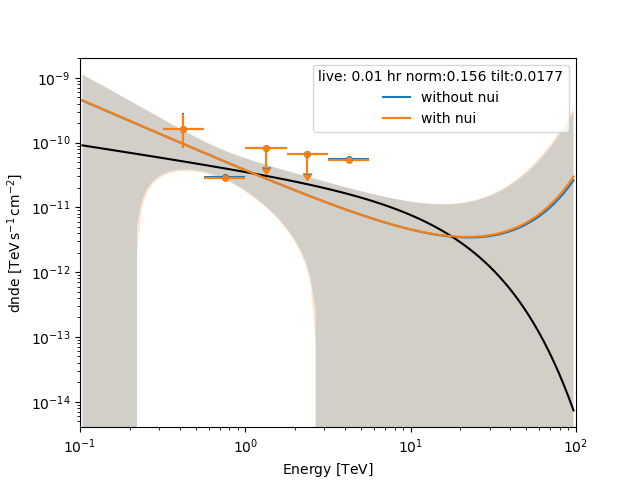 live: 0.01 hr norm:0.156 tilt:0.0177
without nui
with nui
10⁻⁹
10⁻¹⁰
10⁻¹¹
10⁻¹²
10⁻¹³
10⁻¹⁴
dnde [TeV s⁻¹ cm⁻²]
10⁻¹ 10⁰ 10¹ 10²
Energy [TeV]